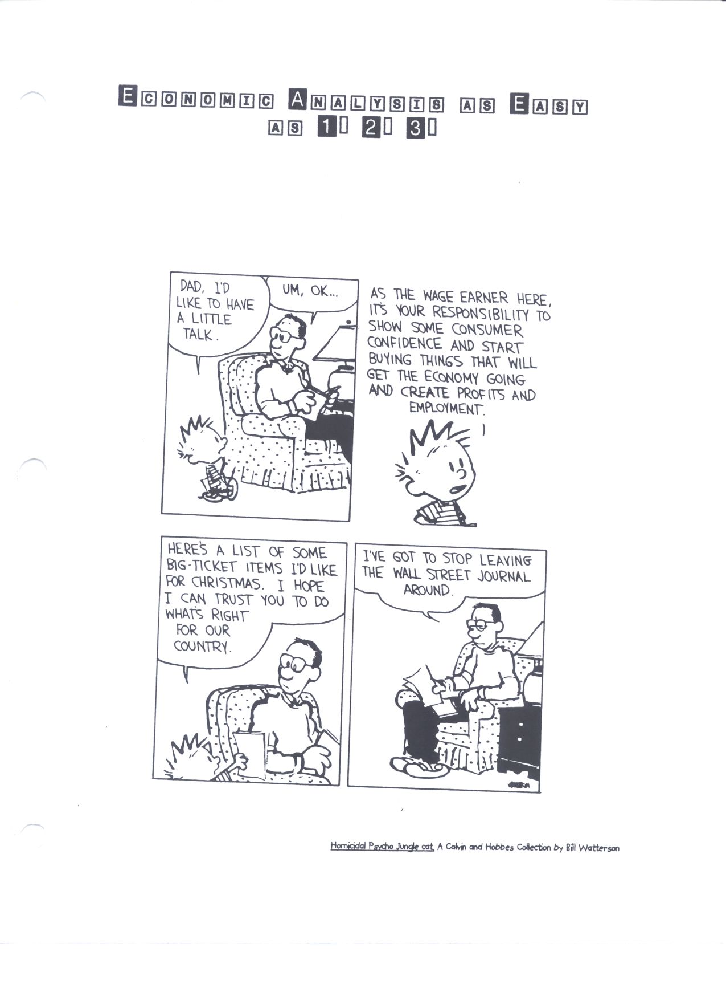 ECONOMIC ANALYSIS AS EASY
AS 1 2 3
DAD, I'D
LIKE TO HAVE
A LITTLE
TALK.
UM, OK...
AS THE WAGE EARNER HERE,
IT'S YOUR RESPONSIBILITY TO
SHOW SOME CONSUMER
CONFIDENCE AND START
BUYING THINGS THAT WILL
GET THE ECONOMY GOING
AND CREATE PROFITS AND
EMPLOYMENT.
HERE'S A LIST OF SOME
BIG-TICKET ITEMS I'D LIKE
FOR CHRISTMAS. I HOPE
I CAN TRUST YOU TO DO
WHAT'S RIGHT
FOR OUR
COUNTRY.
I'VE GOT TO STOP LEAVING
THE WALL STREET JOURNAL
AROUND.
Homicidal Psycho Jungle cat, A Calvin and Hobbes Collection by Bill Watterson